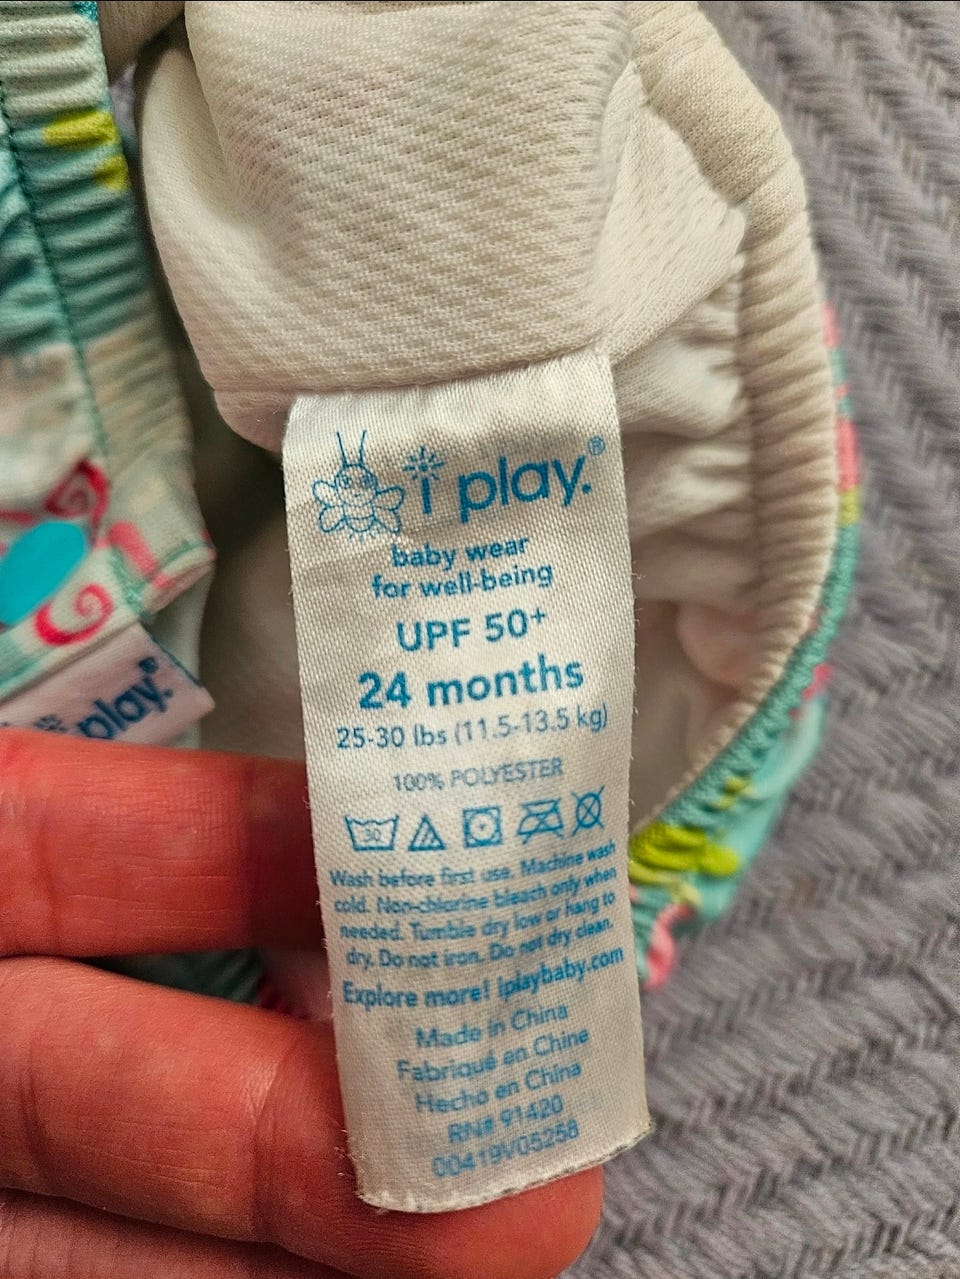 i play.®
baby wear
for well-being
UPF 50+
24 months
25-30 lbs (11.5-13.5 kg)
100% POLYESTER
30
Wash before first use. Machine wash
cold. Non-chlorine bleach only when
needed. Tumble dry low or hang to
dry. Do not iron. Do not dry clean.
Explore more! iplaybaby.com
Made in China
Fabriqué en Chine
Hecho en China
RN# 91420
00419V05258
play.®